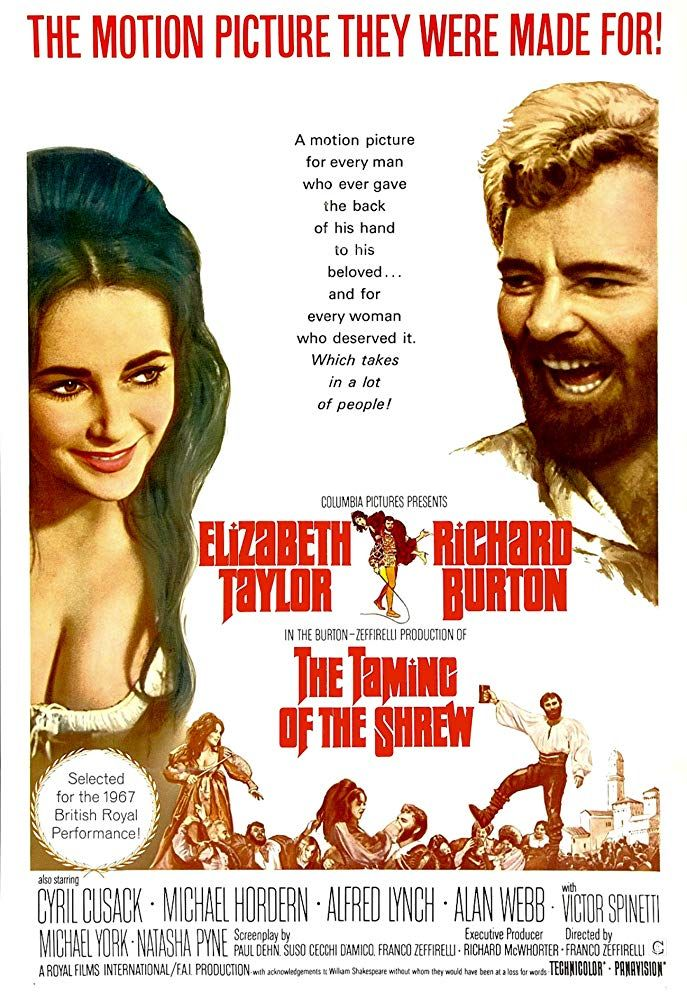 THE MOTION PICTURE THEY WERE MADE FOR!
A motion picture
for every man
who ever gave
the back
of his hand
to his
beloved...
and for
every woman
who deserved it.
Which takes
in a lot
of people!
COLUMBIA PICTURES PRESENTS
ELIZABETH TAYLOR
RICHARD BURTON
IN THE BURTON-ZEFFIRELLI PRODUCTION OF
THE TAMING
OF THE SHREW
Selected
for the 1967
British Royal
Performance!
also starring
CYRIL CUSACK · MICHAEL HORDERN · ALFRED LYNCH · ALAN WEBB · with VICTOR SPINETTI
MICHAEL YORK · NATASHA PYNE Screenplay by PAUL DEHN, SUSO CECCHI DAMICO, FRANCO ZEFFIRELLI · Executive Producer RICHARD McWHORTER · Directed by FRANCO ZEFFIRELLI
A ROYAL FILMS INTERNATIONAL/F.A.I. PRODUCTION-with acknowledgements to William Shakespeare without whom they would have been at a loss for words · TECHNICOLOR® · PANAVISION®